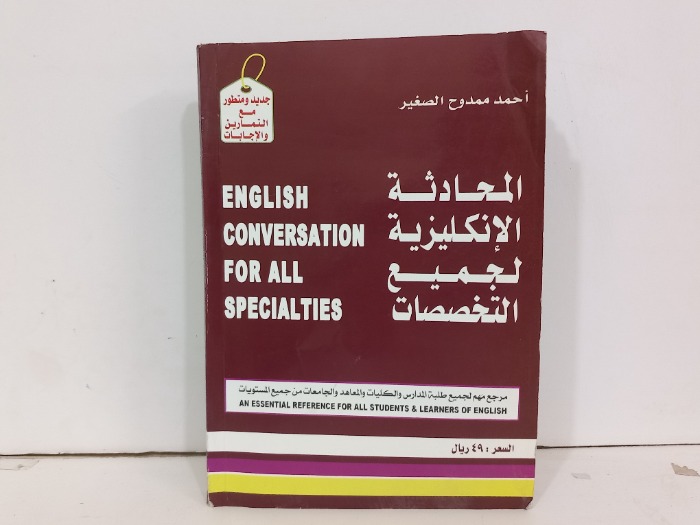 أحمد ممدوح الصغير
جديد ومتطور
مع
التمارين
والإجابات
المحادثة
الإنكليزية
لجميع
التخصصات
ENGLISH
CONVERSATION
FOR ALL
SPECIALTIES
مرجع مهم لجميع طلبة المدارس والكليات والمعاهد والجامعات من جميع المستويات
AN ESSENTIAL REFERENCE FOR ALL STUDENTS & LEARNERS OF ENGLISH
السعر : ٤٩ ريال